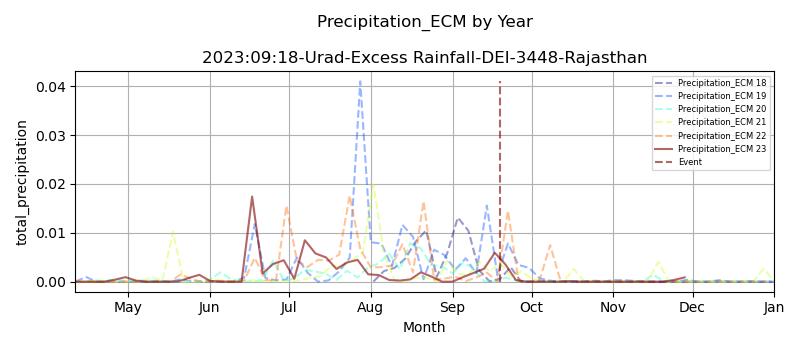 Precipitation_ECM by Year
2023:09:18-Urad-Excess Rainfall-DEI-3448-Rajasthan
0.04
0.03
0.02
0.01
0.00
total_precipitation
Precipitation_ECM 18
Precipitation_ECM 19
Precipitation_ECM 20
Precipitation_ECM 21
Precipitation_ECM 22
Precipitation_ECM 23
Event
May Jun Jul Aug Sep Oct Nov Dec Jan
Month